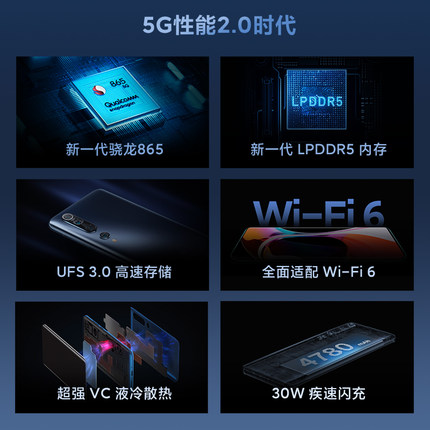 5G性能2.0时代
865
5G
Qualcomm
snapdragon
LPDDR5
新一代骁龙865
新一代 LPDDR5 内存
Wi-Fi 6
UFS 3.0 高速存储
全面适配 Wi-Fi 6
4780
超强 VC 液冷散热
30W 疾速闪充